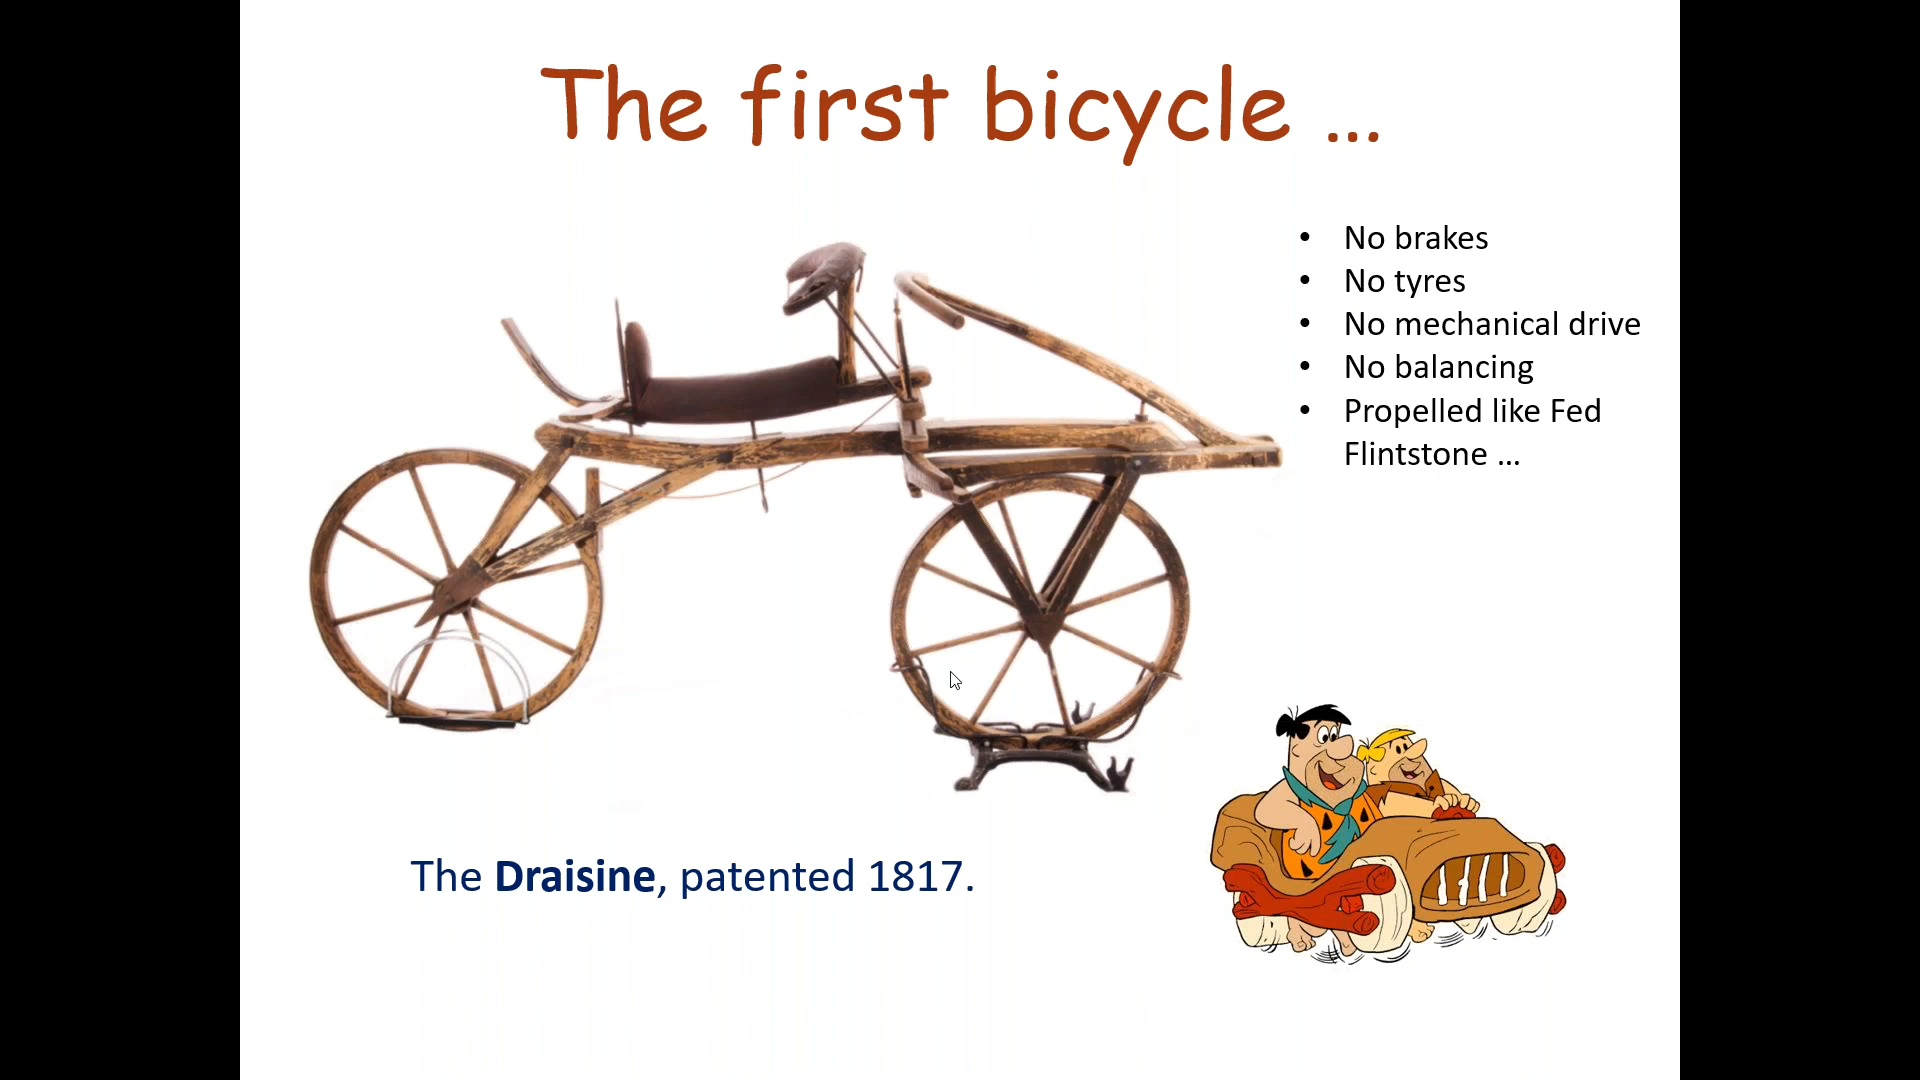 The first bicycle ...
• No brakes
• No tyres
• No mechanical drive
• No balancing
• Propelled like Fed
Flintstone ...
The Draisine, patented 1817.